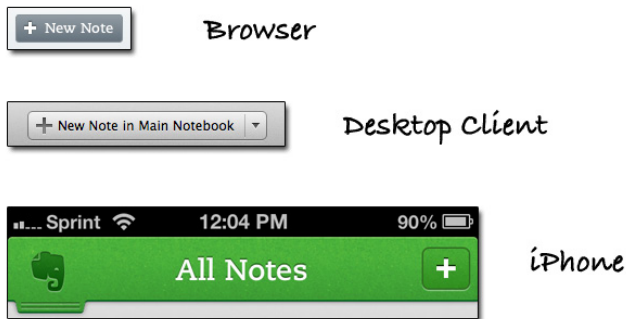 + New Note
Browser
+ New Note in Main Notebook
Desktop Client
Sprint 12:04 PM 90%
All Notes +
iPhone